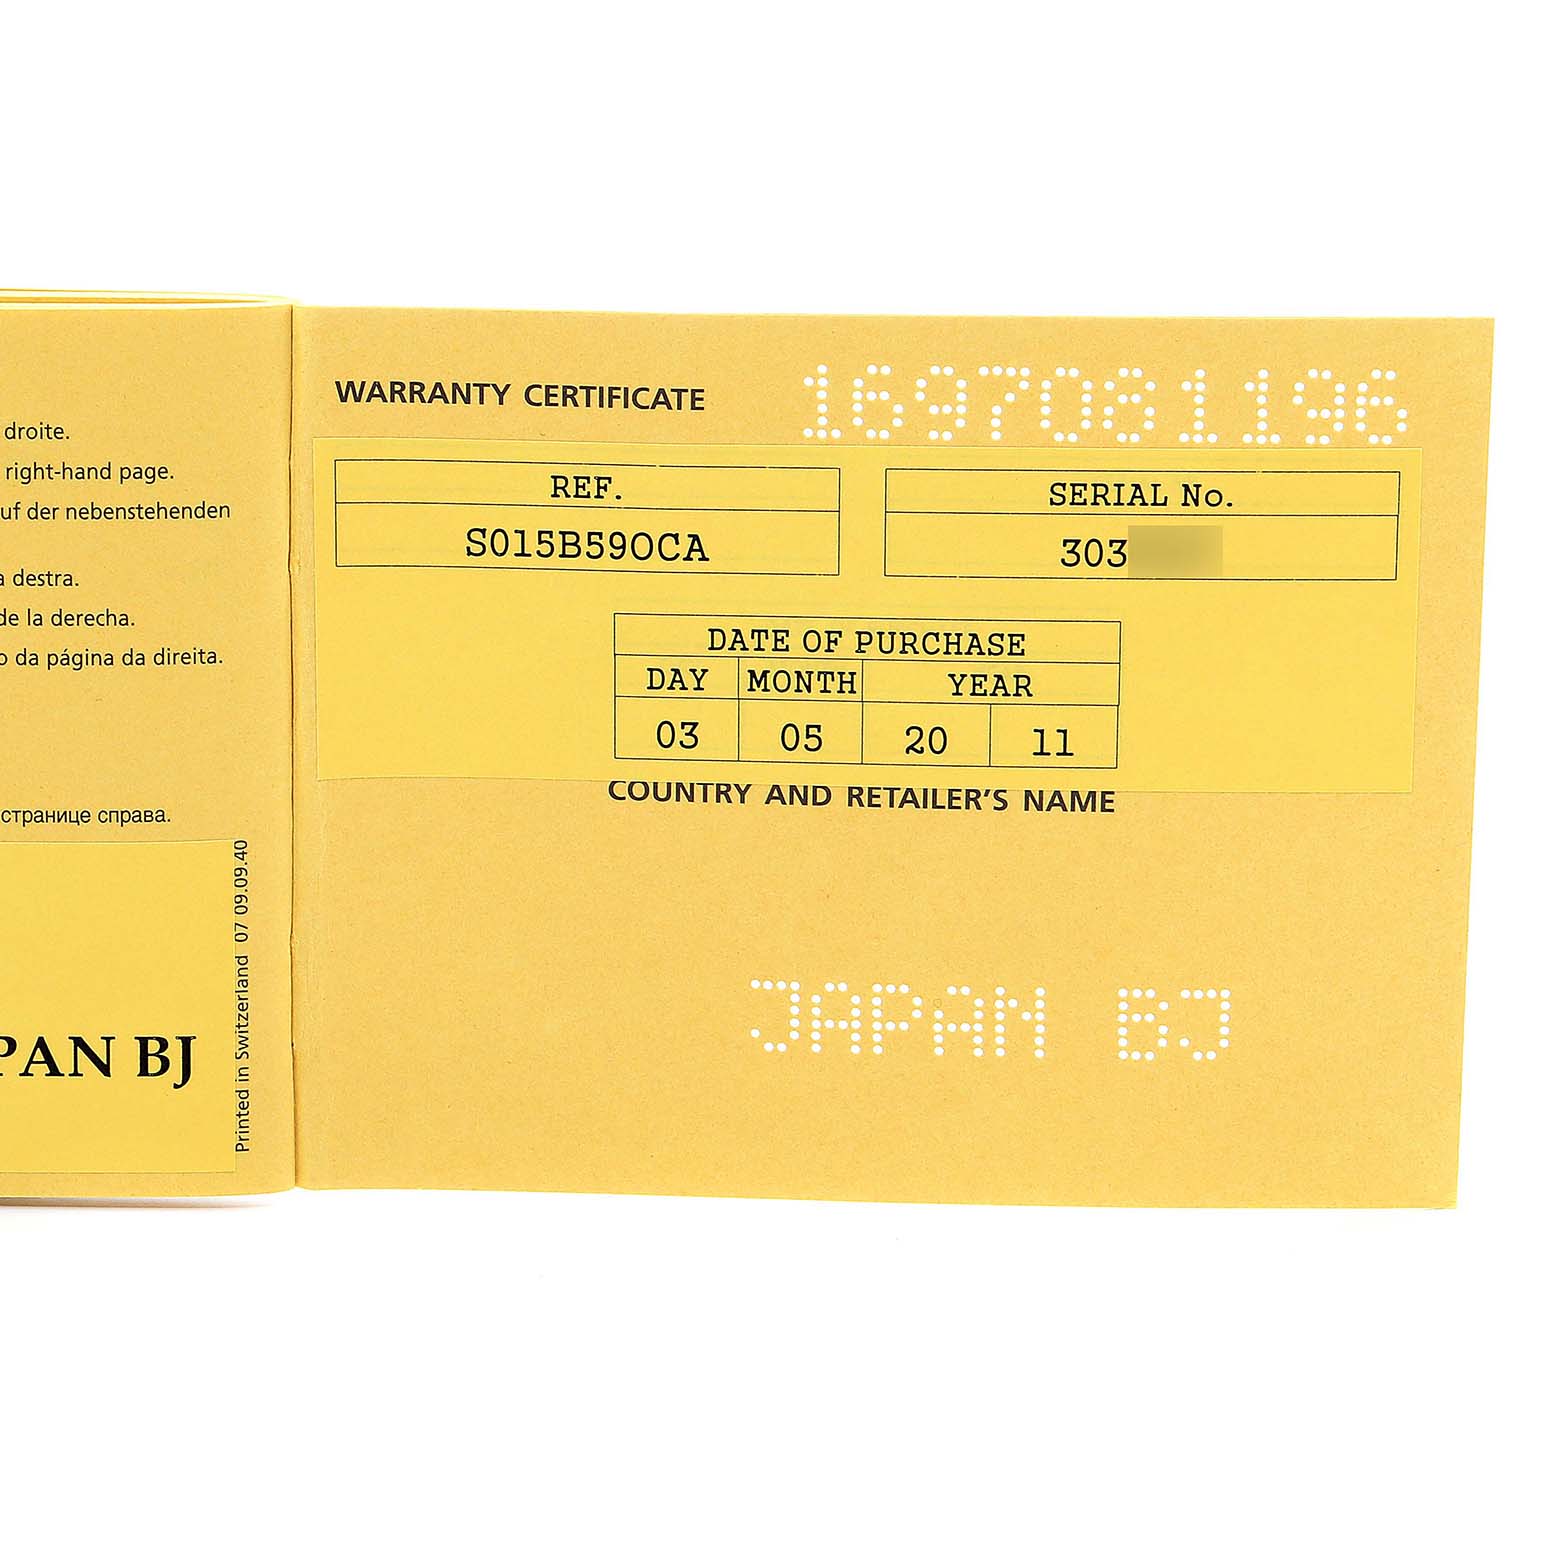 droite.
right-hand page.
uf der nebenstehenden
a destra.
de la derecha.
o da página da direita.
странице справа.
PAN BJ
Printed in Switzerland 07 09.09.40
WARRANTY CERTIFICATE
1697081196
REF.
S015B59OCA
SERIAL No.
303
DATE OF PURCHASE
DAY MONTH YEAR
03 05 20 11
COUNTRY AND RETAILER'S NAME
JAPAN BJ